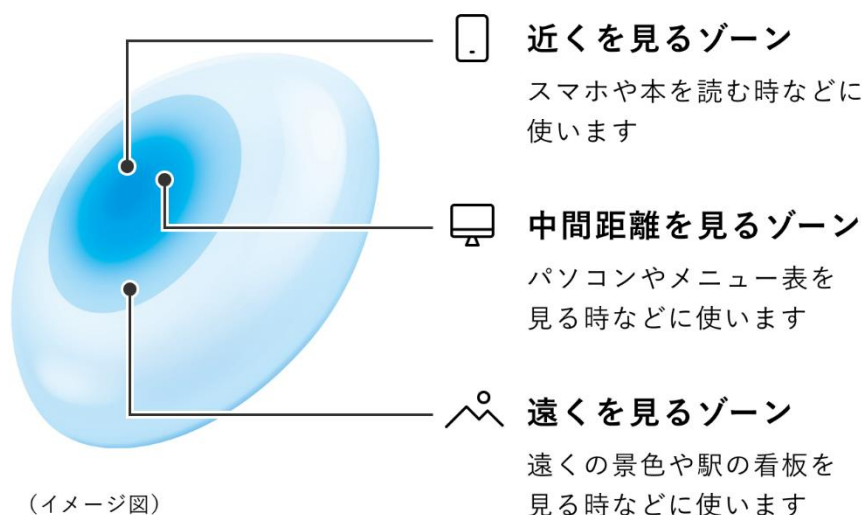 近くを見るゾーン
スマホや本を読む時などに
使います
中間距離を見るゾーン
パソコンやメニュー表を
見る時などに使います
遠くを見るゾーン
遠くの景色や駅の看板を
見る時などに使います
（イメージ図）